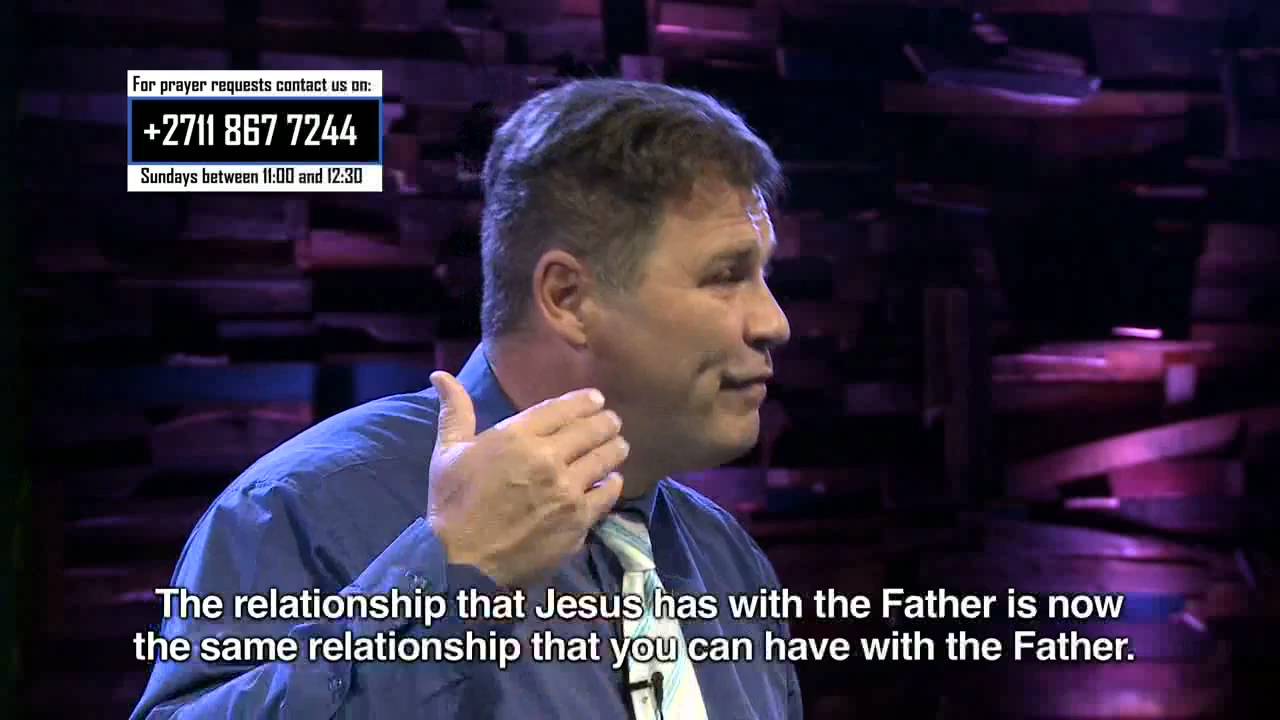 For prayer requests contact us on:
+2711 867 7244
Sundays between 11:00 and 12:30
The relationship that Jesus has with the Father is now
the same relationship that you can have with the Father.